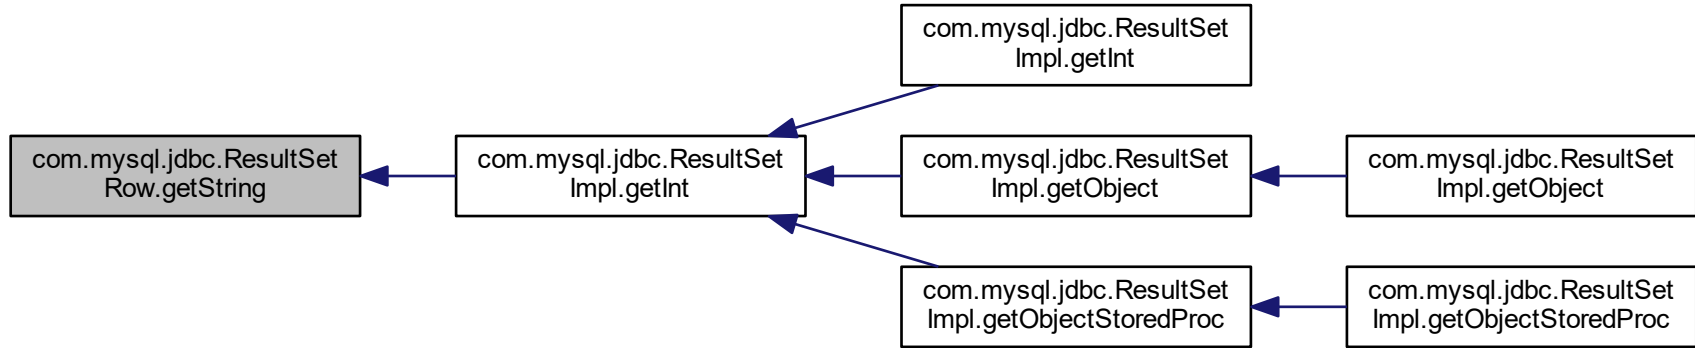 com.mysql.jdbc.ResultSet
Row.getString
com.mysql.jdbc.ResultSet
Impl.getInt
com.mysql.jdbc.ResultSet
Impl.getInt
com.mysql.jdbc.ResultSet
Impl.getObject
com.mysql.jdbc.ResultSet
Impl.getObject
com.mysql.jdbc.ResultSet
Impl.getObjectStoredProc
com.mysql.jdbc.ResultSet
Impl.getObjectStoredProc